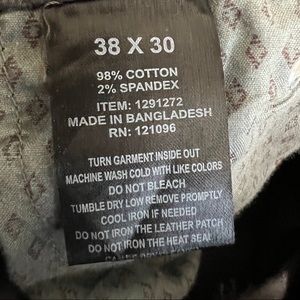 38 X 30
98% COTTON
2% SPANDEX
ITEM: 1291272
MADE IN BANGLADESH
RN: 121096
TURN GARMENT INSIDE OUT
MACHINE WASH COLD WITH LIKE COLORS
DO NOT BLEACH
TUMBLE DRY LOW REMOVE PROMPTLY
COOL IRON IF NEEDED
DO NOT IRON THE LEATHER PATCH
DO NOT IRON THE HEAT SEAL